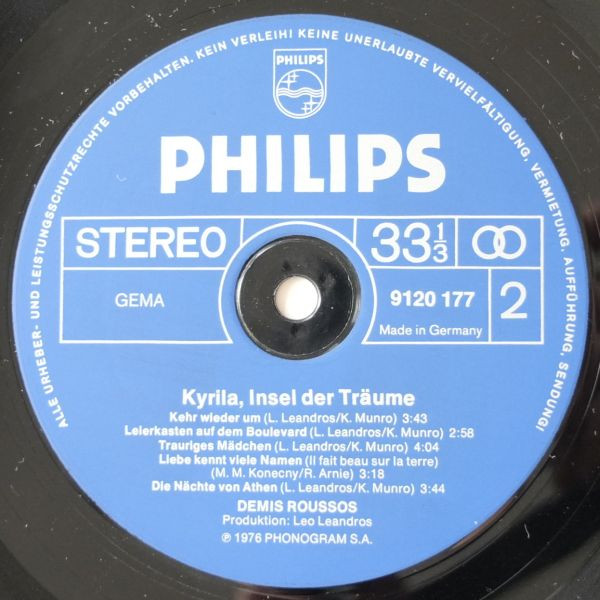 ALLE URHEBER- UND LEISTUNGSSCHUTZRECHTE VORBEHALTEN. KEIN VERLEIH! KEINE UNERLAUBTE VERVIELFÄLTIGUNG, VERMIETUNG, AUFFÜHRUNG, SENDUNG!
PHILIPS
PHILIPS
STEREO
33 1/3
GEMA
9120 177
2
Made in Germany
Kyrila, Insel der Träume
Kehr wieder um (L. Leandros/K. Munro) 3:43
Leierkasten auf dem Boulevard (L. Leandros/K. Munro) 2:58
Trauriges Mädchen (L. Leandros/K. Munro) 4:04
Liebe kennt viele Namen (Il fait beau sur la terre)
(M. M. Konecny/R. Arnie) 3:18
Die Nächte von Athen (L. Leandros/K. Munro) 3:44
DEMIS ROUSSOS
Produktion: Leo Leandros
℗ 1976 PHONOGRAM S.A.